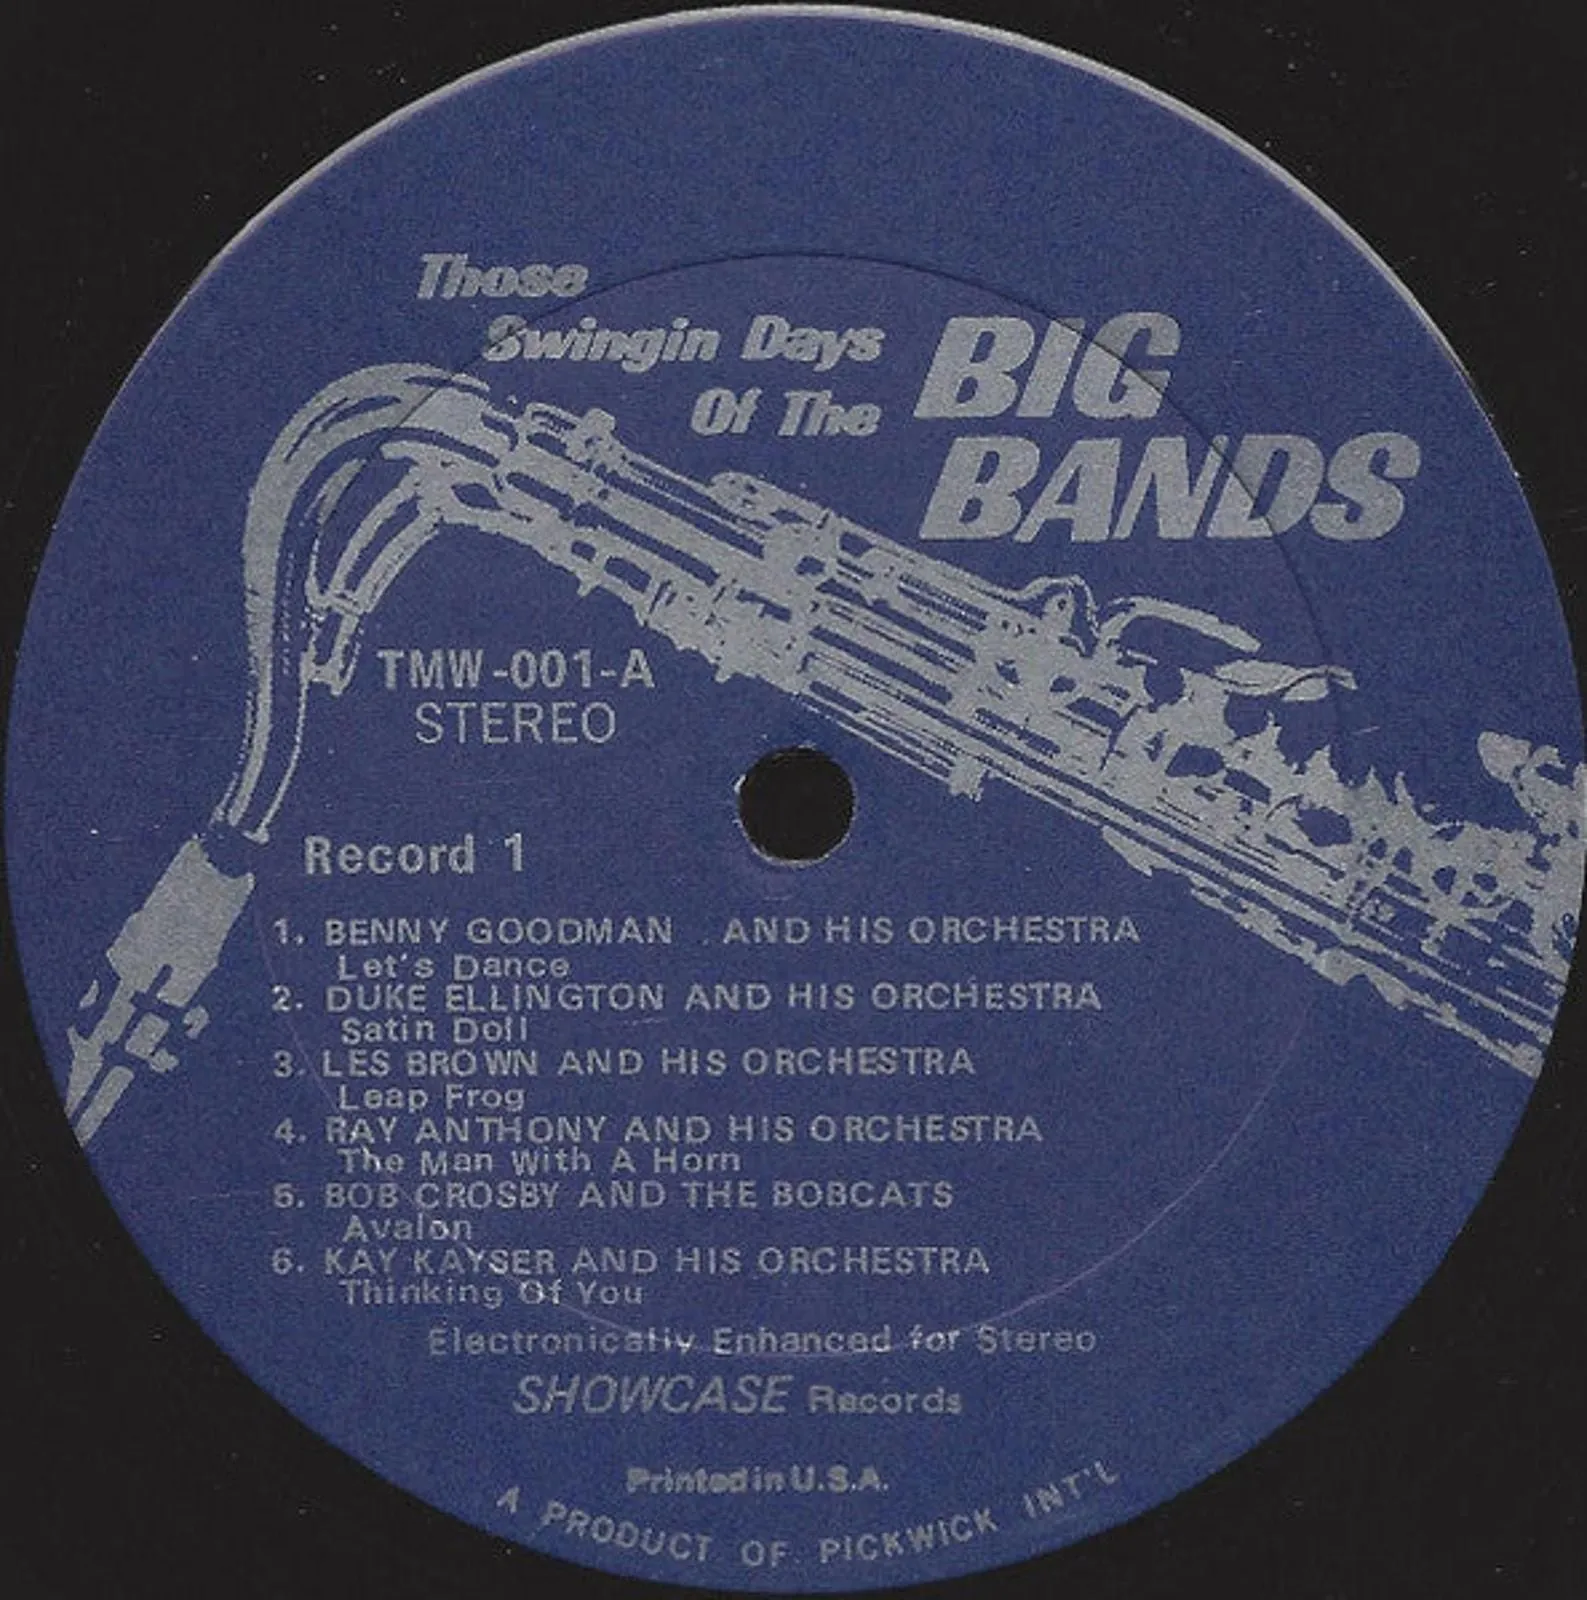 Those
Swingin Days
Of The
BIG
BANDS
TMW-001-A
STEREO
Record 1
1. BENNY GOODMAN AND HIS ORCHESTRA
Let's Dance
2. DUKE ELLINGTON AND HIS ORCHESTRA
Satin Doll
3. LES BROWN AND HIS ORCHESTRA
Leap Frog
4. RAY ANTHONY AND HIS ORCHESTRA
The Man With A Horn
5. BOB CROSBY AND THE BOBCATS
Avalon
6. KAY KAYSER AND HIS ORCHESTRA
Thinking Of You
Electronically Enhanced for Stereo
SHOWCASE Records
Printed in U.S.A.
A PRODUCT OF PICKWICK INT'L